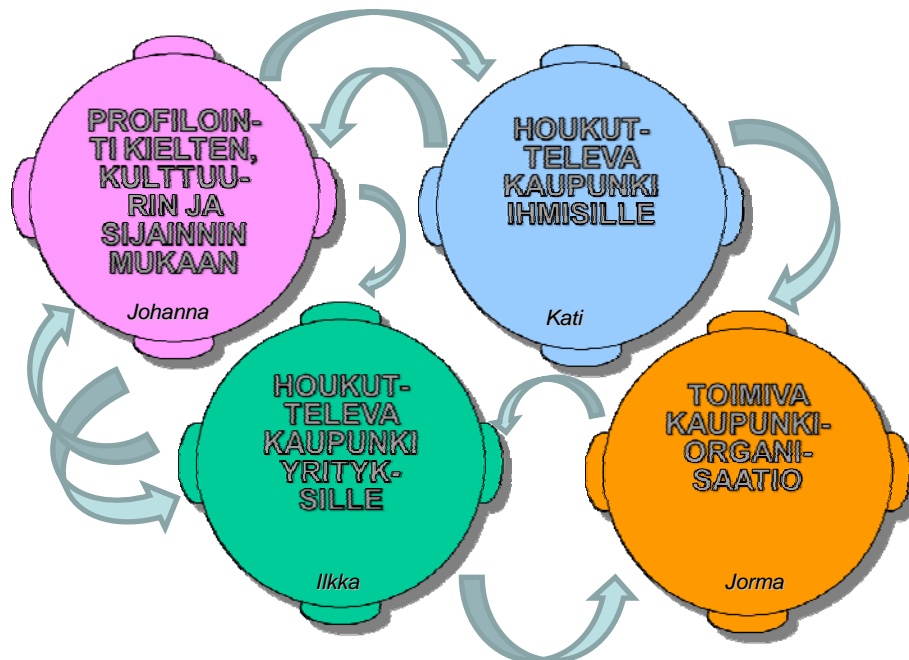 PROFILOIN-
TI KIELTEN,
KULTTUU-
RIN JA
SIJAINNIN
MUKAAN
Johanna
HOUKUT-
TELEVA
KAUPUNKI
IHMISILLE
Kati
HOUKUT-
TELEVA
KAUPUNKI
YRITYK-
SILLE
Ilkka
TOIMIVA
KAUPUNKI-
ORGANI-
SAATIO
Jorma